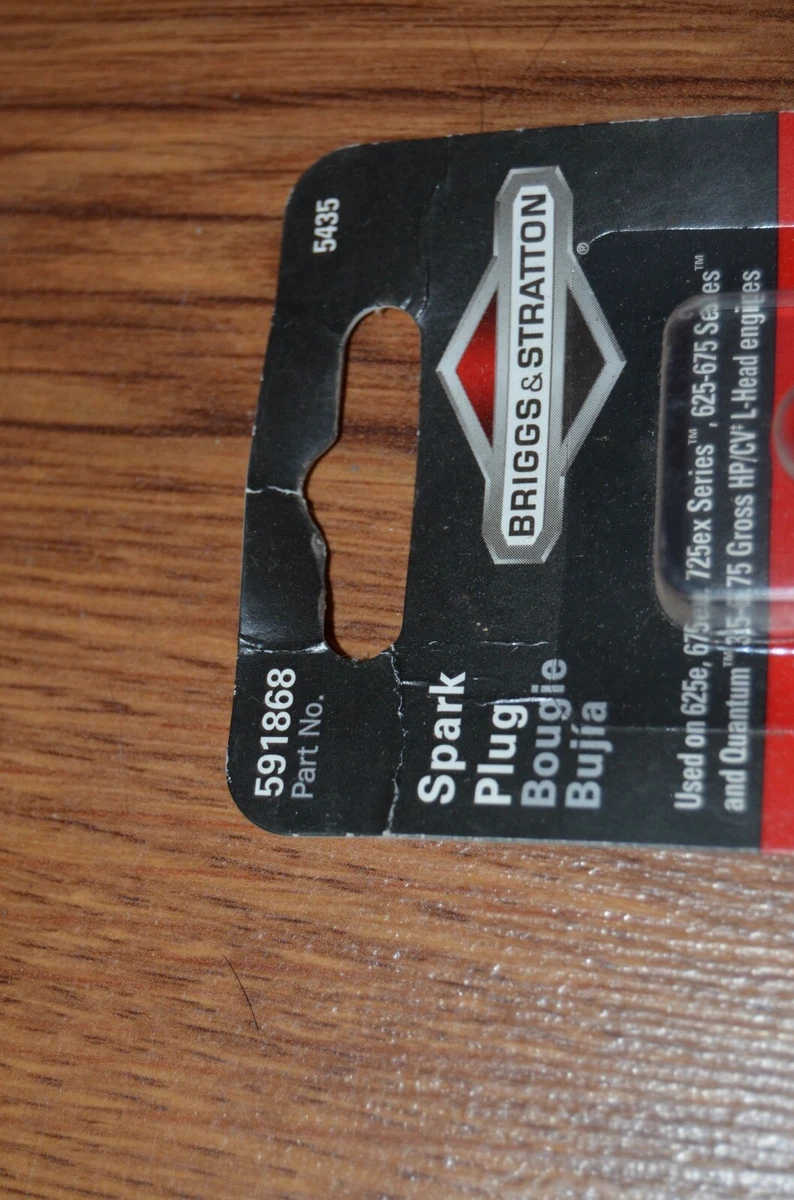 591868
Part No.
5435
BRIGGS&STRATTON®
Spark
Plug
Bougie
Bujía
Used on 625e, 725ex Series™, 625-675 Series™
and Quantum™ Gross HP/CV‡ L-Head engines